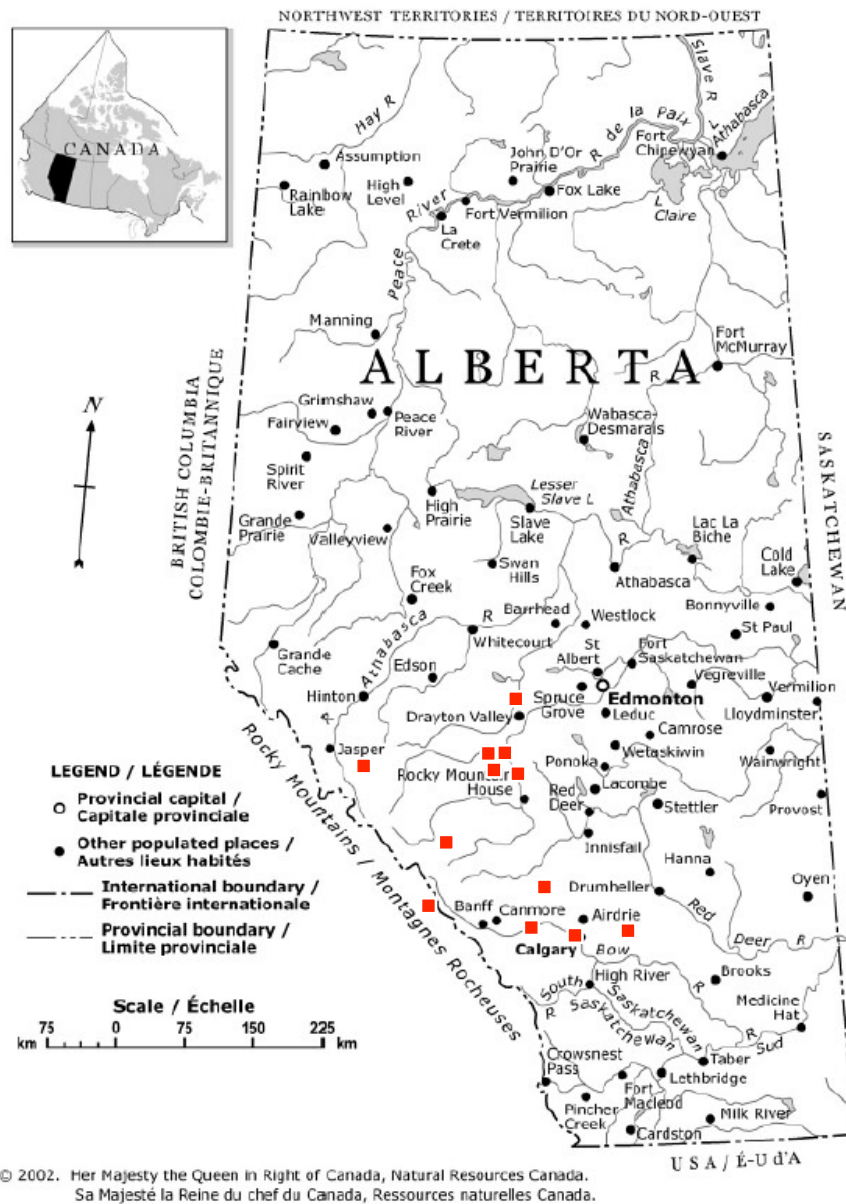 NORTHWEST TERRITORIES / TERRITOIRES DU NORD-OUEST
CANADA
Hay R
Slave R
R de la Paix
Fort
Chipewyan
L
Athabasca
Assumption
John D'Or
Prairie
Rainbow
Lake
High
Level
Fox Lake
River
Fort Vermilion
L
Claire
La
Crete
Peace
Manning
Fort
McMurray
ALBERTA
R
BRITISH COLUMBIA
COLOMBIE-BRITANNIQUE
N
Grimshaw
Fairview
Peace
River
Wabasca-
Desmarais
SASKATCHEWAN
Spirit
River
Athabasca
Lesser
Slave L
High
Prairie
Grande
Prairie
Valleyview
Slave
Lake
R
Lac La
Biche
Swan
Hills
Cold
Lake
Fox
Creek
Athabasca
Bonnyville
Barrhead
Westlock
Athabasca
R
Whitecourt
St Paul
St
Albert
Fort
Saskatchewan
Grande
Cache
Edson
Vegreville
Hinton
Spruce
Grove
Edmonton
Vermilion
R
Drayton Valley
Leduc
Lloydminster
Camrose
Jasper
Ponoka
Wetaskiwin
Wainwright
Rocky Mountain
House
Lacombe
Red
Deer
Stettler
Provost
Rocky Mountains / Montagnes Rocheuses
LEGEND / LÉGENDE
Provincial capital /
Capitale provinciale
Other populated places /
Autres lieux habités
International boundary /
Frontière internationale
Provincial boundary /
Limite provinciale
Innisfail
Hanna
Drumheller
Oyen
Banff
Canmore
Airdrie
Red
Deer R
Calgary
Bow
R
High River
Brooks
South
Saskatchewan
R
Saskatchewan
R
Sud
Medicine
Hat
Scale / Échelle
75 0 75 150 225
km km
Crowsnest
Pass
Taber
Lethbridge
Fort
Macleod
Pincher
Creek
Milk River
Cardston
USA / É-U d'A
© 2002. Her Majesty the Queen in Right of Canada, Natural Resources Canada.
Sa Majesté la Reine du chef du Canada, Ressources naturelles Canada.